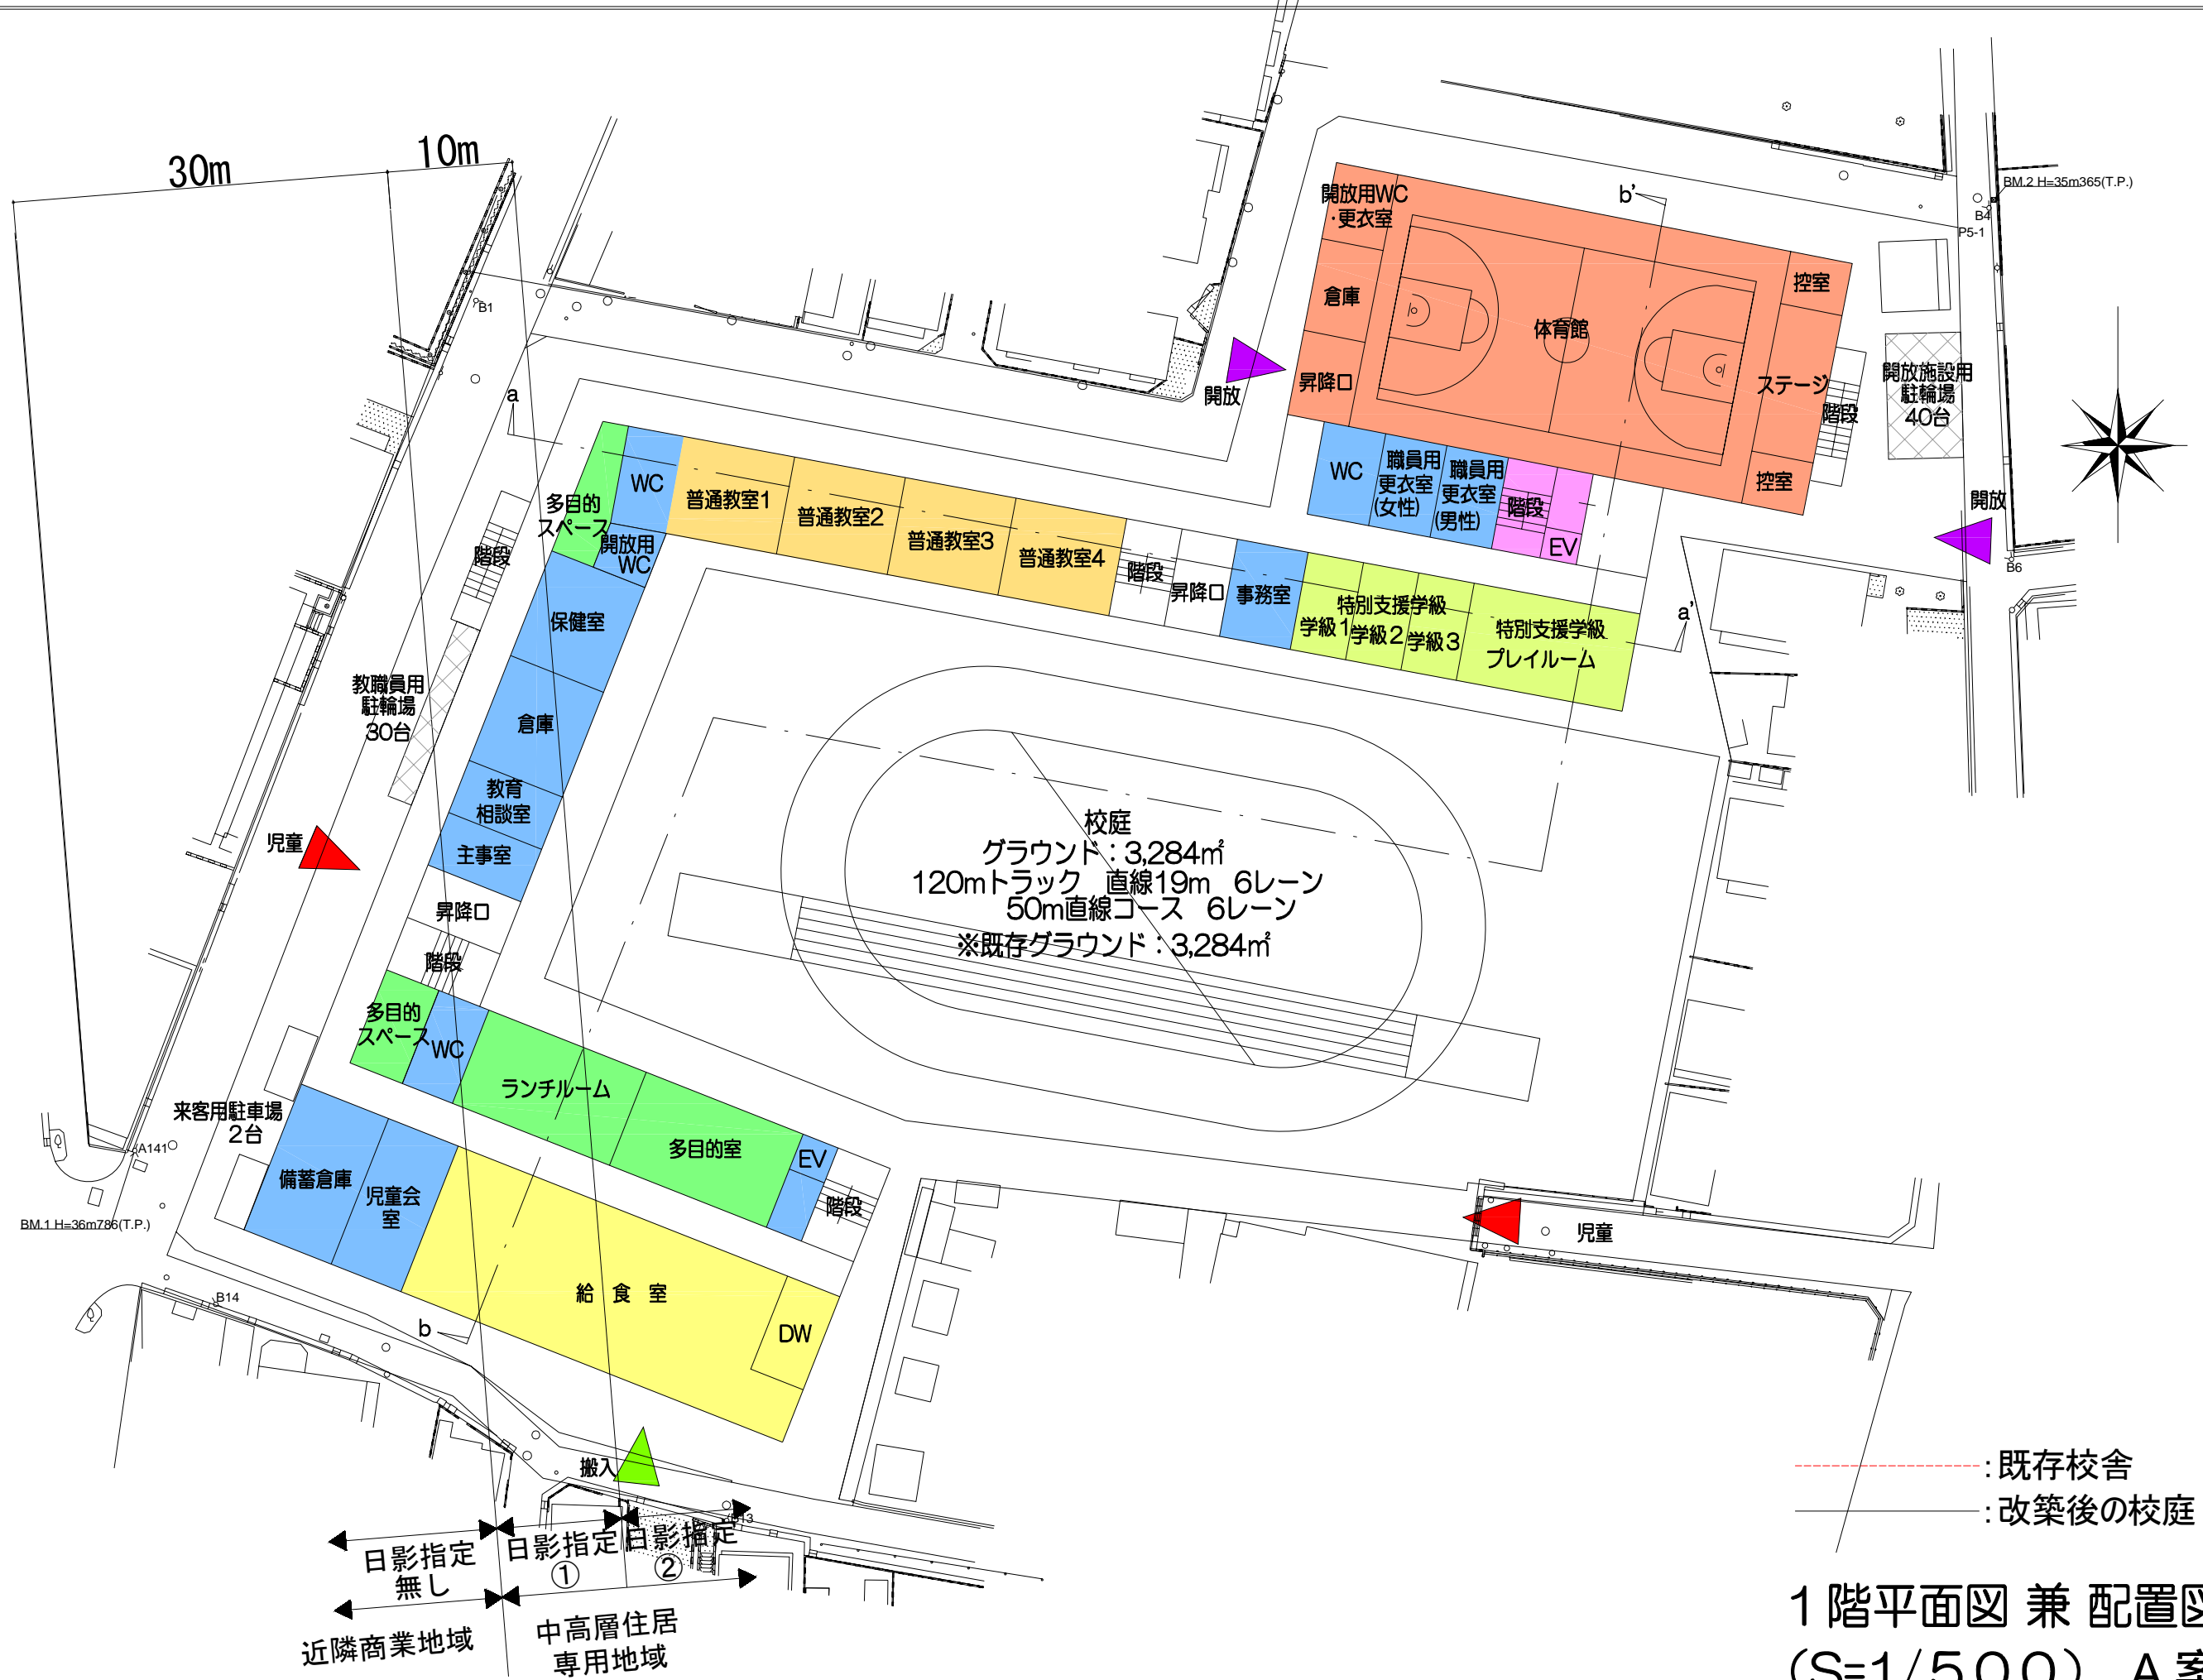 30m
10m
BM.2 H=35m365(T.P.)
B4
P5-1
B1
開放用WC
・更衣室
b'
控室
倉庫
体育館
昇降口
ステージ
階段
控室
開放施設用
駐輪場
40台
開放
開放
a
多目的
スペース
WC
普通教室1
普通教室2
普通教室3
普通教室4
開放用
WC
階段
階段
昇降口
事務室
WC
職員用
更衣室
(女性)
職員用
更衣室
(男性)
階段
EV
B6
特別支援学級
学級1
学級2
学級3
特別支援学級
プレイルーム
a'
保健室
倉庫
教育
相談室
主事室
昇降口
階段
教職員用
駐輪場
30台
児童
校庭
グラウンド：3,284㎡
120mトラック　直線19m　6レーン
50m直線コース　6レーン
※既存グラウンド：3,284㎡
多目的
スペース
WC
ランチルーム
多目的室
EV
階段
来客用駐車場
2台
A141
備蓄倉庫
児童会
室
BM.1 H=36m786(T.P.)
給　食　室
DW
児童
B14
b
搬入
B13
日影指定
無し
日影指定
①
日影指定
②
近隣商業地域
中高層住居
専用地域
：既存校舎
：改築後の校庭
1階平面図 兼 配置図
(S=1/500) A案